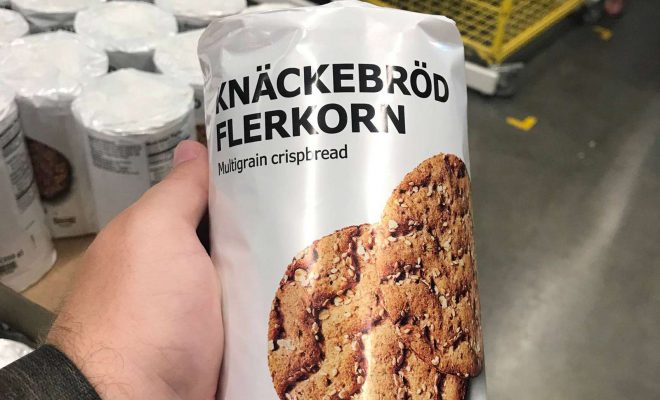 KNÄCKEBRÖD
FLERKORN
Multigrain crispbread